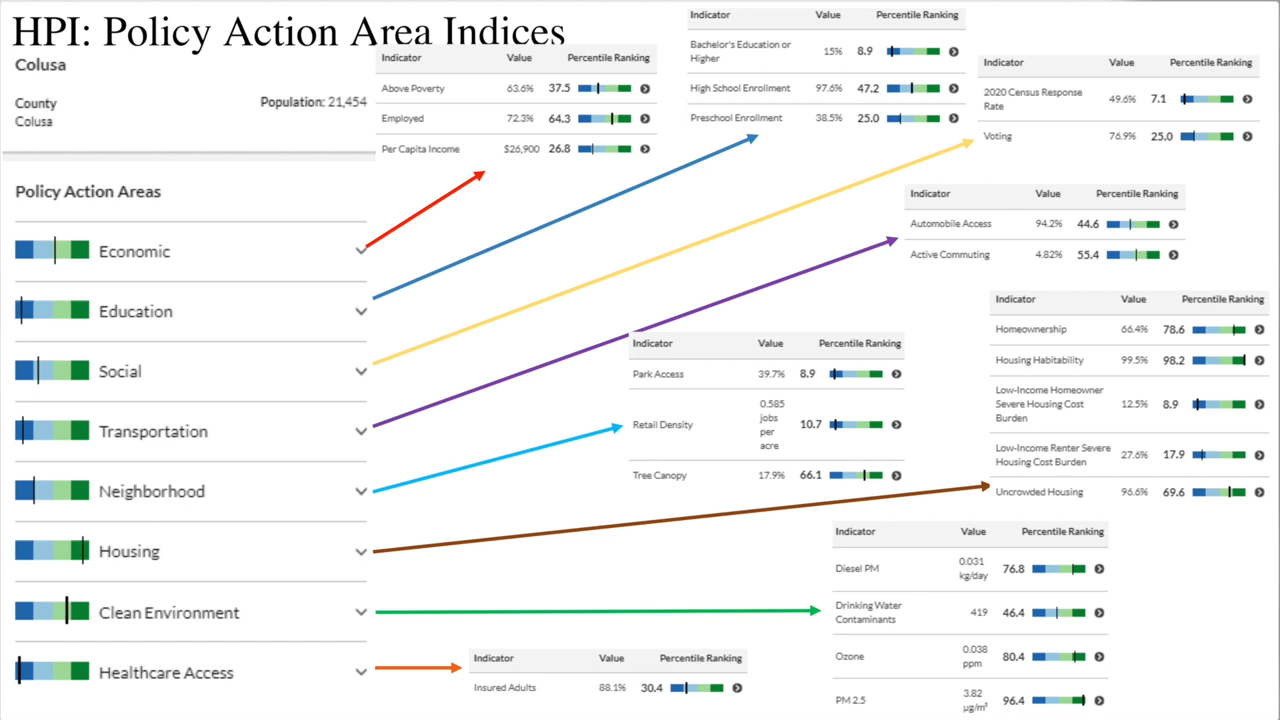 HPI: Policy Action Area Indices
Colusa
County
Colusa
Population: 21,454
Policy Action Areas
Economic
Education
Social
Transportation
Neighborhood
Housing
Clean Environment
Healthcare Access
Indicator Value Percentile Ranking
Above Poverty 63.6% 37.5
Employed 72.3% 64.3
Per Capita Income $26,900 26.8
Indicator Value Percentile Ranking
Bachelor's Education or
Higher 15% 8.9
High School Enrollment 97.6% 47.2
Preschool Enrollment 38.5% 25.0
Indicator Value Percentile Ranking
2020 Census Response
Rate 49.6% 7.1
Voting 76.9% 25.0
Indicator Value Percentile Ranking
Automobile Access 94.2% 44.6
Active Commuting 4.82% 55.4
Indicator Value Percentile Ranking
Park Access 39.7% 8.9
Retail Density 0.585
jobs
per
acre 10.7
Tree Canopy 17.9% 66.1
Indicator Value Percentile Ranking
Homeownership 66.4% 78.6
Housing Habitability 99.5% 98.2
Low-Income Homeowner
Severe Housing Cost
Burden 12.5% 8.9
Low-Income Renter Severe
Housing Cost Burden 27.6% 17.9
Uncrowded Housing 96.6% 69.6
Indicator Value Percentile Ranking
Diesel PM 0.031
kg/day 76.8
Drinking Water
Contaminants 419 46.4
Ozone 0.038
ppm 80.4
PM 2.5 3.82
µg/m³ 96.4
Indicator Value Percentile Ranking
Insured Adults 88.1% 30.4